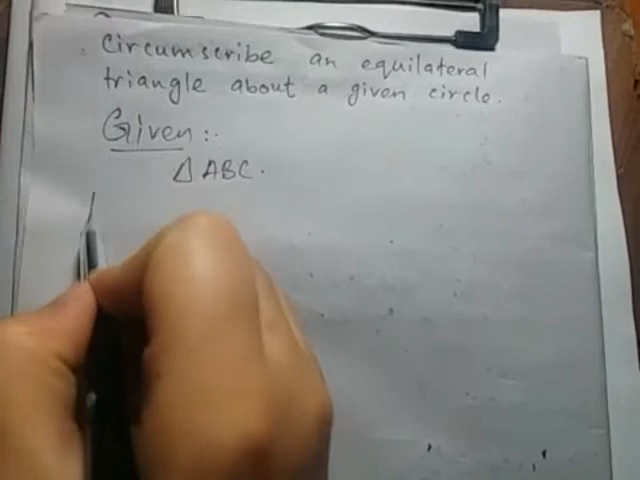 Circumscribe an equilateral
triangle about a given circle.
Given:.
Δ ABC.